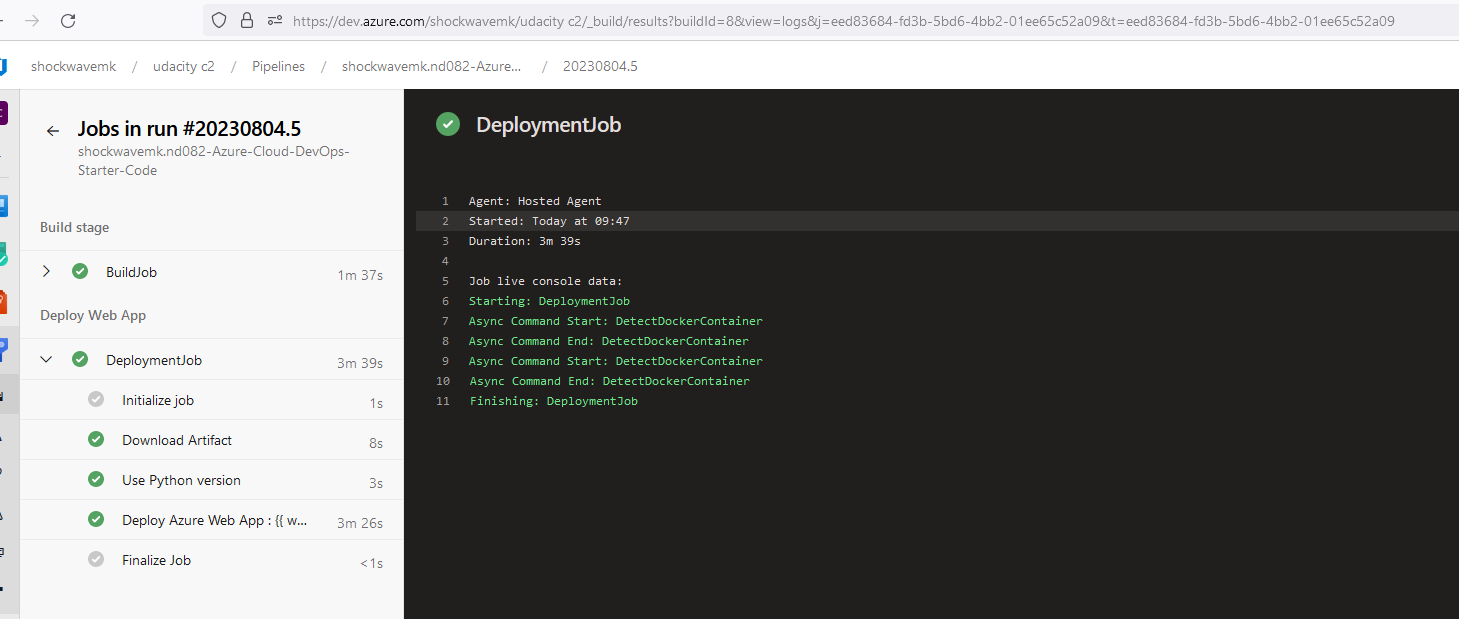 https://dev.azure.com/shockwavemk/udacity c2/_build/results?buildId=8&view=logs&j=eed83684-fd3b-5bd6-4bb2-01ee65c52a09&t=eed83684-fd3b-5bd6-4bb2-01ee65c52a09
shockwavemk / udacity c2 / Pipelines / shockwavemk.nd082-Azure... / 20230804.5
Jobs in run #20230804.5
shockwavemk.nd082-Azure-Cloud-DevOps-
Starter-Code
Build stage
BuildJob 1m 37s
Deploy Web App
DeploymentJob 3m 39s
Initialize job 1s
Download Artifact 8s
Use Python version 3s
Deploy Azure Web App : {{ w... 3m 26s
Finalize Job <1s
DeploymentJob
1 Agent: Hosted Agent
2 Started: Today at 09:47
3 Duration: 3m 39s
4
5 Job live console data:
6 Starting: DeploymentJob
7 Async Command Start: DetectDockerContainer
8 Async Command End: DetectDockerContainer
9 Async Command Start: DetectDockerContainer
10 Async Command End: DetectDockerContainer
11 Finishing: DeploymentJob